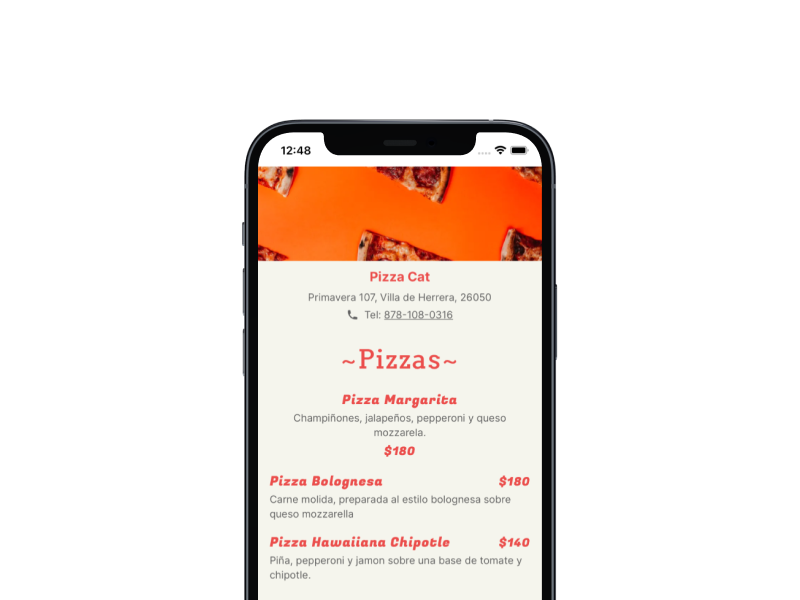 12:48
Pizza Cat
Primavera 107, Villa de Herrera, 26050
Tel: 878-108-0316
~Pizzas~
Pizza Margarita
Champiñones, jalapeños, pepperoni y queso
mozzarela.
$180
Pizza Bolognesa $180
Carne molida, preparada al estilo bolognesa sobre
queso mozzarella
Pizza Hawaiiana Chipotle $140
Piña, pepperoni y jamon sobre una base de tomate y
chipotle.